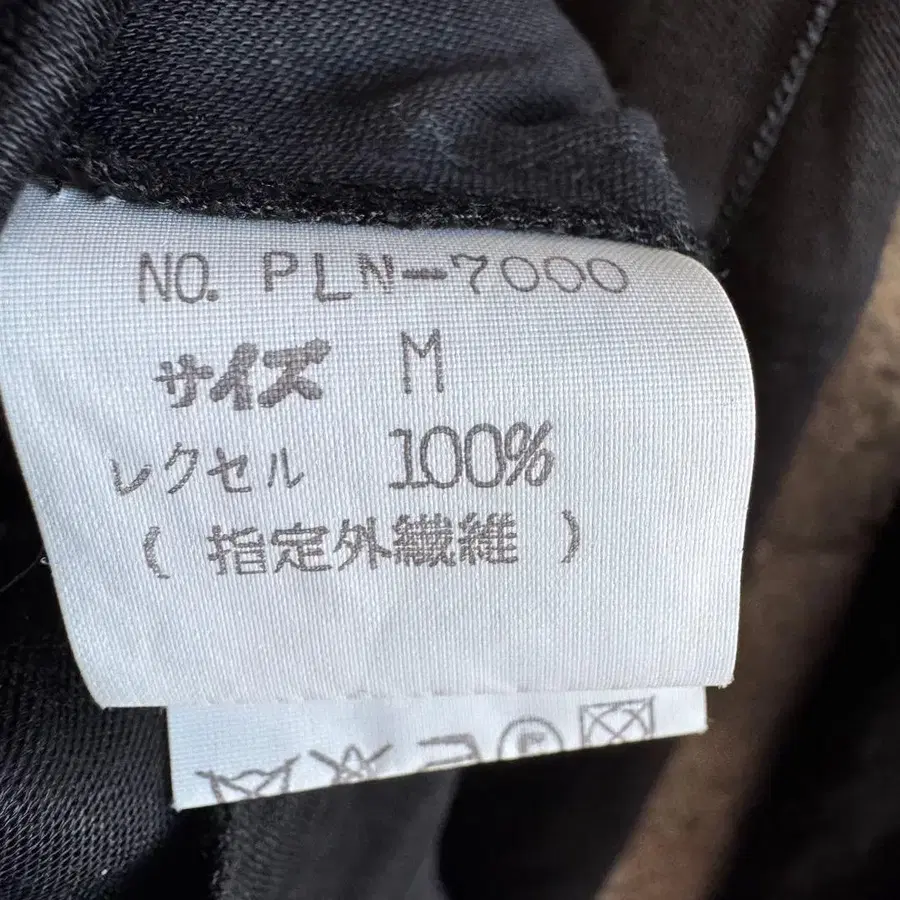 NO. PLN-7000
サイズ M
レクセル 100%
( 指定外繊維 )
P